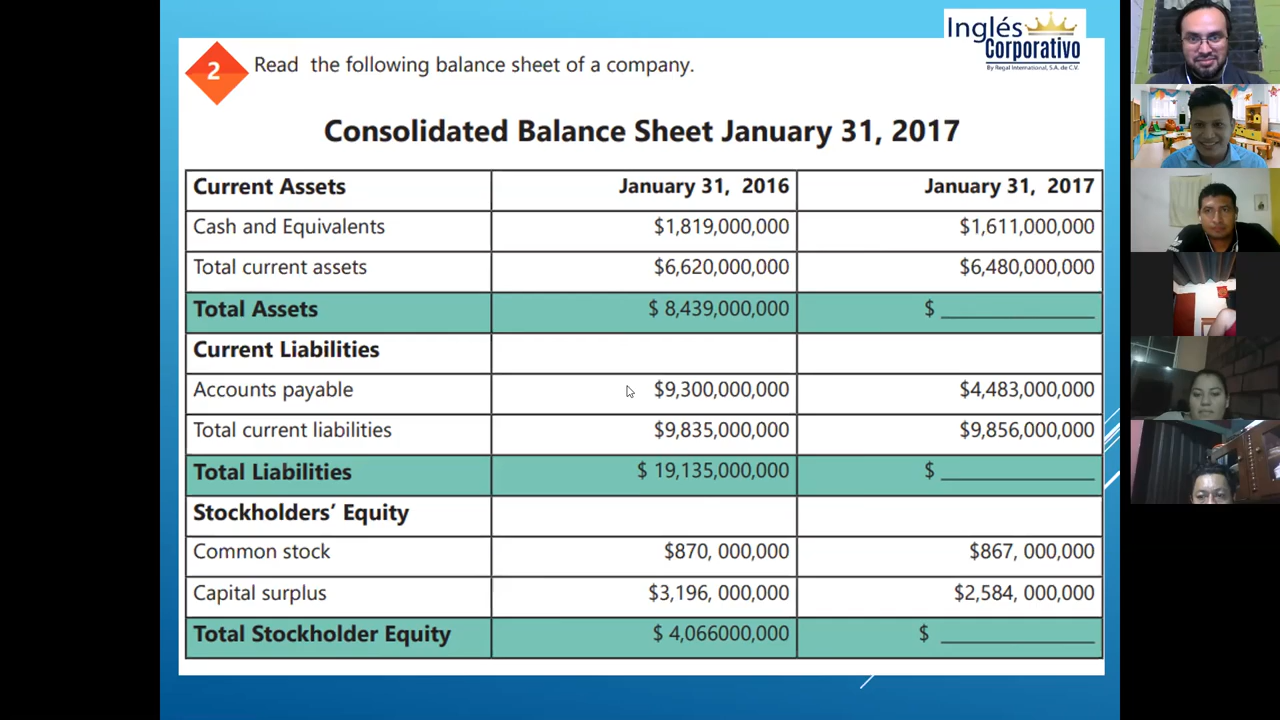 Inglés
Corporativo
By Regal International, S.A. de C.V.
2
Read the following balance sheet of a company.
Consolidated Balance Sheet January 31, 2017
Current Assets January 31, 2016 January 31, 2017
Cash and Equivalents $1,819,000,000 $1,611,000,000
Total current assets $6,620,000,000 $6,480,000,000
Total Assets $ 8,439,000,000 $ _______________
Current Liabilities
Accounts payable $9,300,000,000 $4,483,000,000
Total current liabilities $9,835,000,000 $9,856,000,000
Total Liabilities $ 19,135,000,000 $ _______________
Stockholders’ Equity
Common stock $870, 000,000 $867, 000,000
Capital surplus $3,196, 000,000 $2,584, 000,000
Total Stockholder Equity $ 4,066000,000 $ _______________